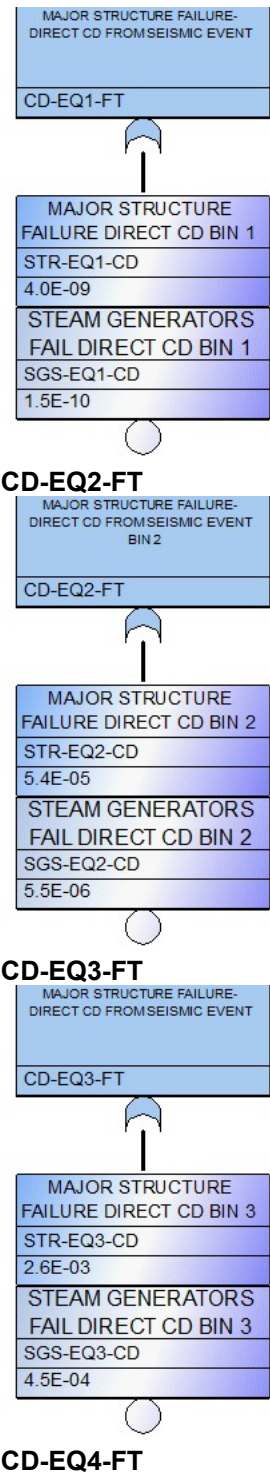 MAJOR STRUCTURE FAILURE-
DIRECT CD FROM SEISMIC EVENT
CD-EQ1-FT
MAJOR STRUCTURE
FAILURE DIRECT CD BIN 1
STR-EQ1-CD
4.0E-09
STEAM GENERATORS
FAIL DIRECT CD BIN 1
SGS-EQ1-CD
1.5E-10
CD-EQ2-FT
MAJOR STRUCTURE FAILURE-
DIRECT CD FROM SEISMIC EVENT
BIN 2
CD-EQ2-FT
MAJOR STRUCTURE
FAILURE DIRECT CD BIN 2
STR-EQ2-CD
5.4E-05
STEAM GENERATORS
FAIL DIRECT CD BIN 2
SGS-EQ2-CD
5.5E-06
CD-EQ3-FT
MAJOR STRUCTURE FAILURE-
DIRECT CD FROM SEISMIC EVENT
CD-EQ3-FT
MAJOR STRUCTURE
FAILURE DIRECT CD BIN 3
STR-EQ3-CD
2.6E-03
STEAM GENERATORS
FAIL DIRECT CD BIN 3
SGS-EQ3-CD
4.5E-04
CD-EQ4-FT